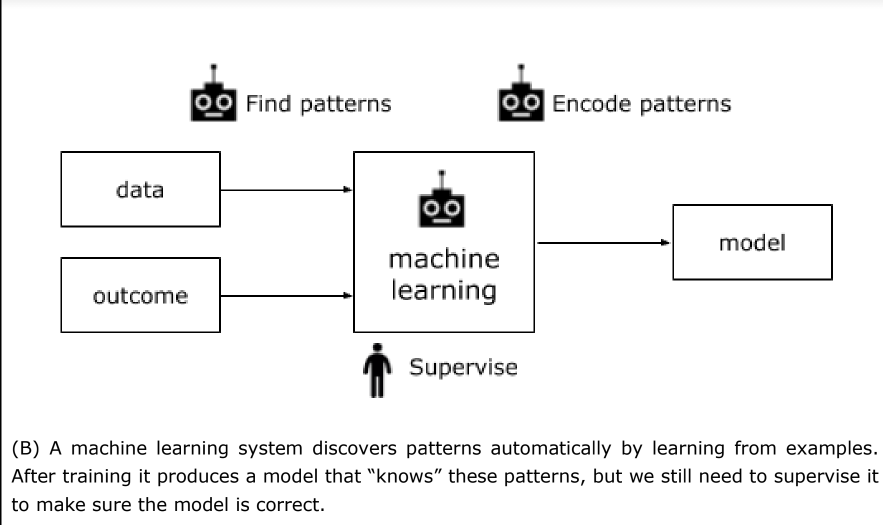 Find patterns
Encode patterns
data
machine
learning
outcome
model
Supervise
(B) A machine learning system discovers patterns automatically by learning from examples.
After training it produces a model that “knows” these patterns, but we still need to supervise it
to make sure the model is correct.